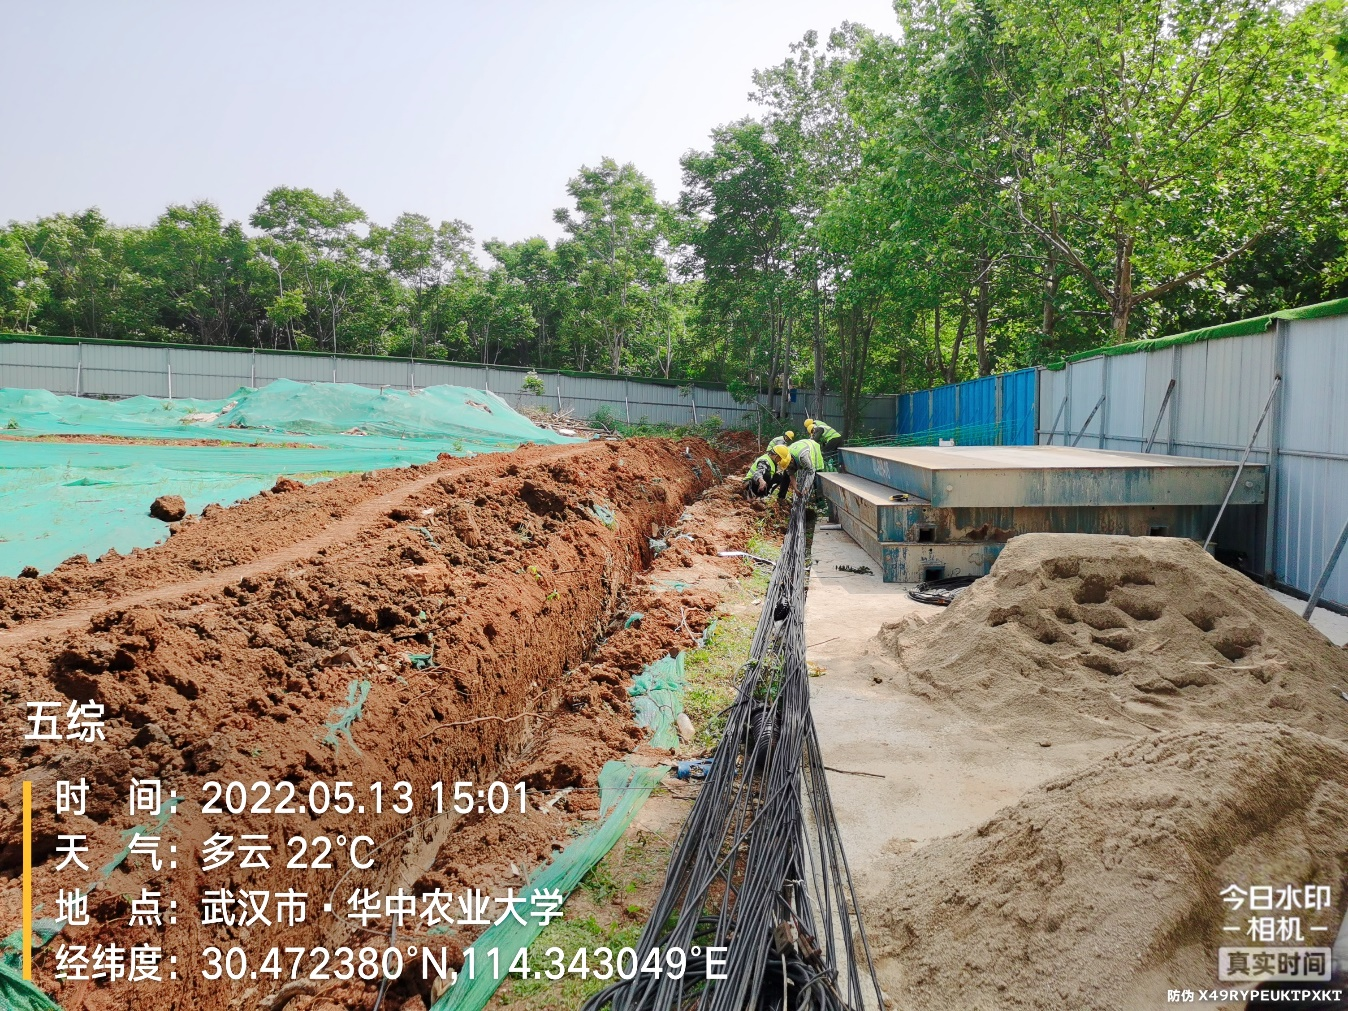 五综
时 间：2022.05.13 15:01
天 气：多云 22℃
地 点：武汉市·华中农业大学
经纬度：30.472380°N,114.343049°E
今日水印
相机
真实时间
防伪 X49RYPEUKTPXKT